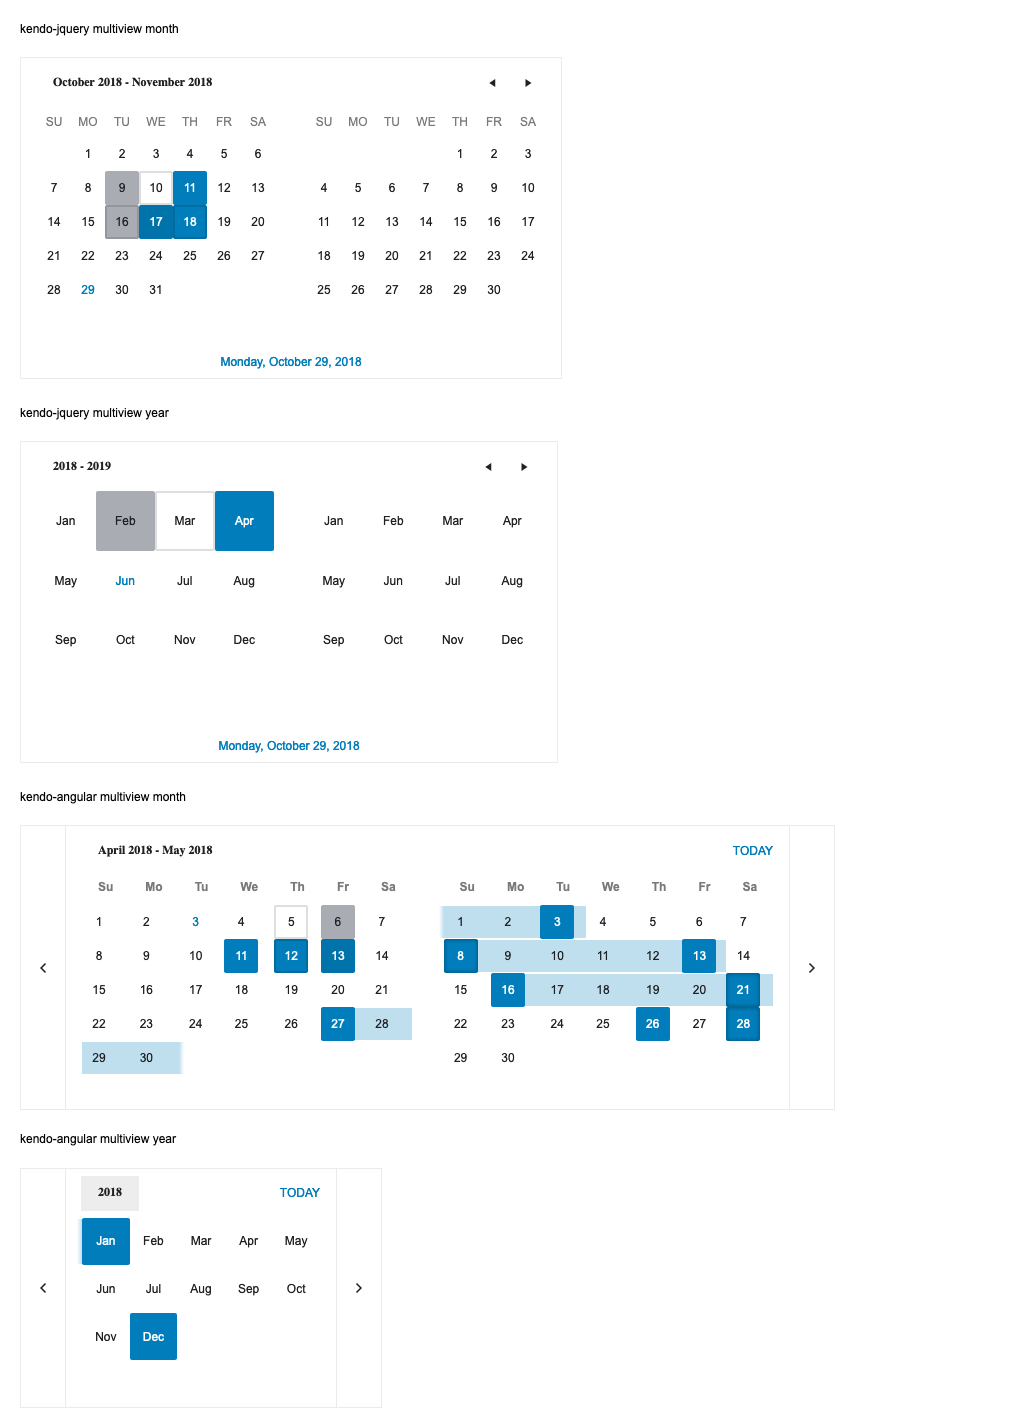 kendo-jquery multiview month
October 2018 - November 2018
SU MO TU WE TH FR SA SU MO TU WE TH FR SA
1 2 3 4 5 6 1 2 3
7 8 9 10 11 12 13 4 5 6 7 8 9 10
14 15 16 17 18 19 20 11 12 13 14 15 16 17
21 22 23 24 25 26 27 18 19 20 21 22 23 24
28 29 30 31 25 26 27 28 29 30
Monday, October 29, 2018
kendo-jquery multiview year
2018 - 2019
Jan Feb Mar Apr Jan Feb Mar Apr
May Jun Jul Aug May Jun Jul Aug
Sep Oct Nov Dec Sep Oct Nov Dec
Monday, October 29, 2018
kendo-angular multiview month
April 2018 - May 2018 TODAY
Su Mo Tu We Th Fr Sa Su Mo Tu We Th Fr Sa
1 2 3 4 5 6 7 1 2 3 4 5 6 7
8 9 10 11 12 13 14 8 9 10 11 12 13 14
15 16 17 18 19 20 21 15 16 17 18 19 20 21
22 23 24 25 26 27 28 22 23 24 25 26 27 28
29 30 29 30
kendo-angular multiview year
2018 TODAY
Jan Feb Mar Apr May
Jun Jul Aug Sep Oct
Nov Dec